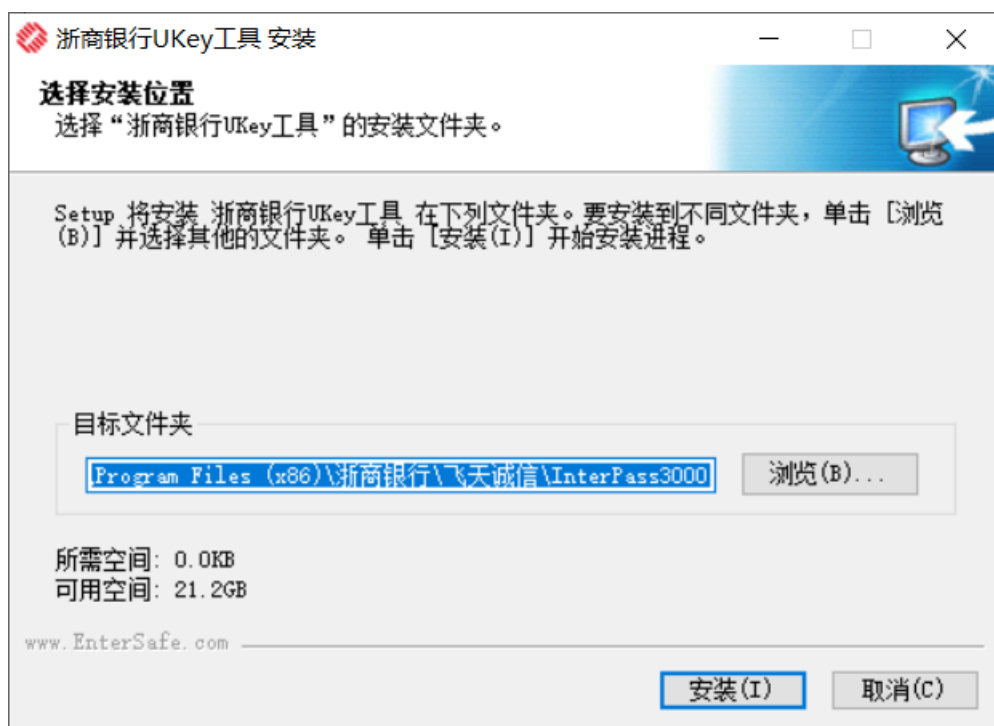 浙商银行UKey工具 安装
选择安装位置
选择“浙商银行UKey工具”的安装文件夹。
Setup 将安装 浙商银行UKey工具 在下列文件夹。要安装到不同文件夹，单击 [浏览
(B)] 并选择其他的文件夹。 单击 [安装(I)] 开始安装进程。
目标文件夹
Program Files (x86)\浙商银行\飞天诚信\InterPass3000
浏览(B)...
所需空间: 0.0KB
可用空间: 21.2GB
www.EnterSafe.com
安装(I)
取消(C)